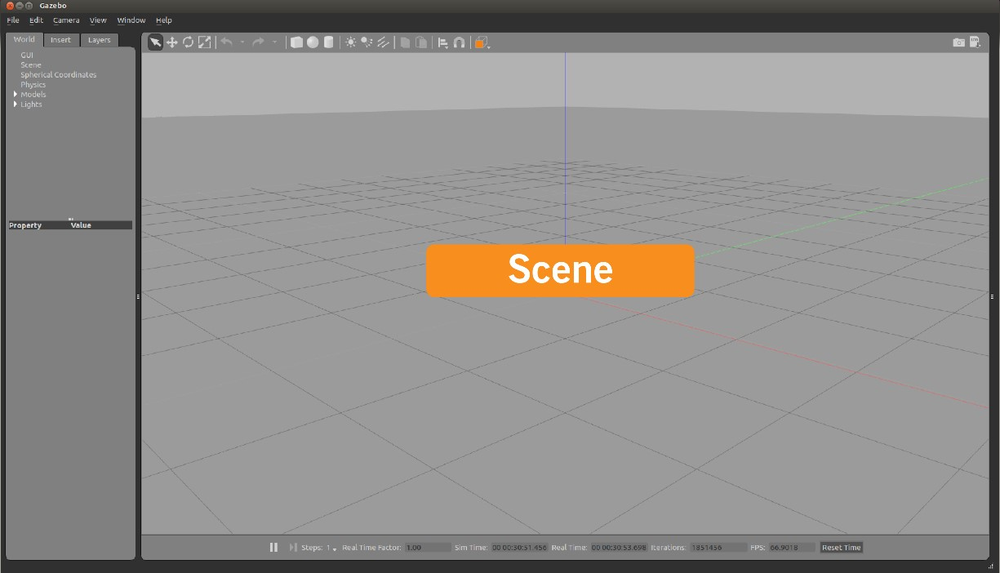 Gazebo
File Edit Camera View Window Help
World Insert Layers
GUI
Scene
Spherical Coordinates
Physics
Models
Lights
Property Value
Scene
Steps: 1 Real Time Factor: 1.00 Sim Time: 00 00:30:51.456 Real Time: 00 00:30:53.698 Iterations: 1851456 FPS: 66.9018 Reset Time